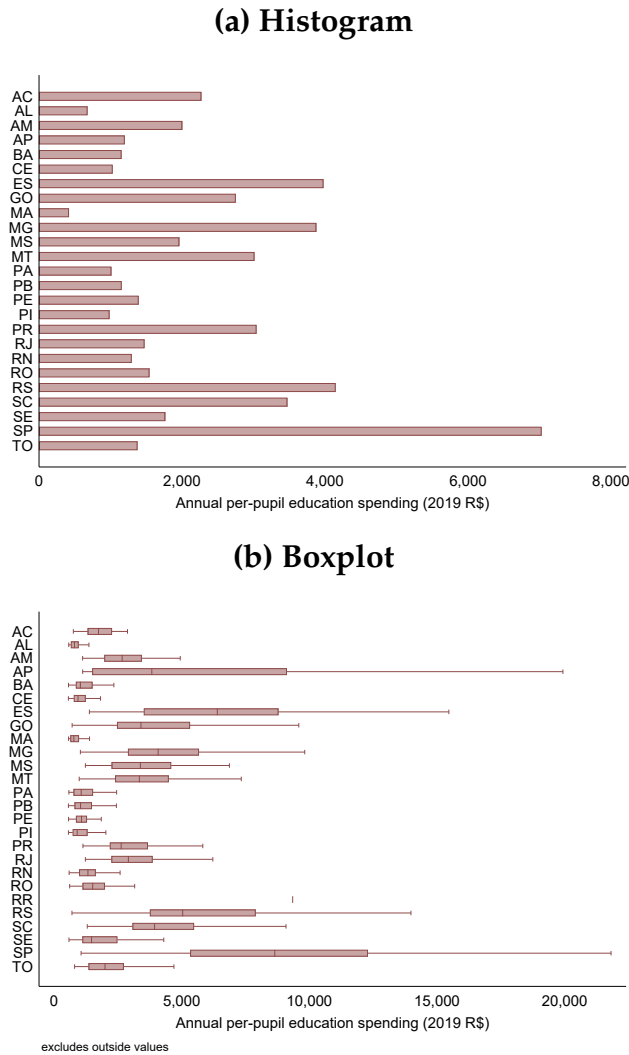 (a) Histogram
AC
AL
AM
AP
BA
CE
ES
GO
MA
MG
MS
MT
PA
PB
PE
PI
PR
RJ
RN
RO
RS
SC
SE
SP
TO
0 2,000 4,000 6,000 8,000
Annual per-pupil education spending (2019 R$)
(b) Boxplot
AC
AL
AM
AP
BA
CE
ES
GO
MA
MG
MS
MT
PA
PB
PE
PI
PR
RJ
RN
RO
RR
RS
SC
SE
SP
TO
0 5,000 10,000 15,000 20,000
Annual per-pupil education spending (2019 R$)
excludes outside values